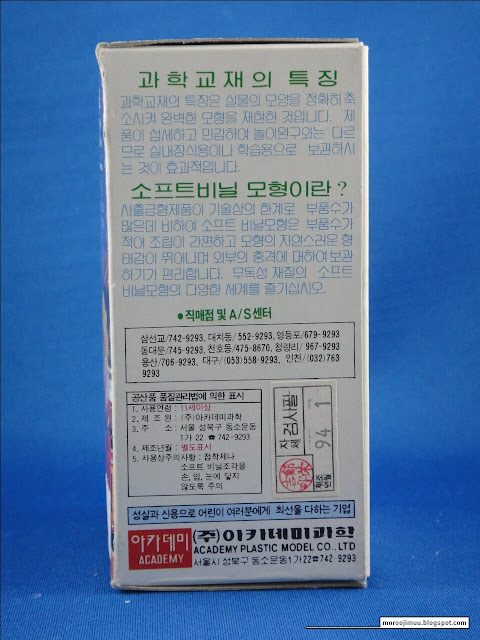 과학교재의 특징
과학교재의 특징은 실물의 모양을 정확히 축
소시켜 완벽한 모형을 재현한 것입니다. 제
품이 섬세하고 민감하여 놀이완구와는 다르
므로 실내장식용이나 학습용으로 보관하시
는 것이 효과적입니다.
소프트비닐 모형이란?
사출금형제품이 기술상의 한계로 부품수가
많은데 비하여 소프트 비닐모형은 부품수가
적어 조립이 간편하고 모형의 자연스러운 형
태감이 뛰어나며 외부의 충격에 대하여 보관
하기가 편리합니다. 무독성 재질의 소프트
비닐모형의 다양한 세계를 즐기십시오.
●직매점 및 A/S센터
삼선교/742-9293, 대치동/552-9293, 영등포/679-9293
동대문/745-9293, 천호동/475-8670, 청량리/967-9293
용산/706-9293, 대구/(053)558-9293, 인천/(032)763
9293
공산품 품질관리법에 의한 표시
1. 사용연령 : 11세이상
2. 제 조 원 : (주)아카데미과학
3. 주 소 : 서울 성북구 동소문동
1가 22 ☎ 742-9293
4. 제조년월 : 별도표시
5. 사용상주의사항 : 접착제나
소프트 비닐조각을
손, 입, 눈에 닿지
않도록 주의
자체 검사필
94. 1
제조년월
성실과 신용으로 어린이 여러분에게 최선을 다하는 기업
아카데미
ACADEMY
(주)아카데미과학
ACADEMY PLASTIC MODEL CO., LTD
서울시 성북구 동소문동 1가 22 ☎742 9293
moroojimuu.blogspot.com